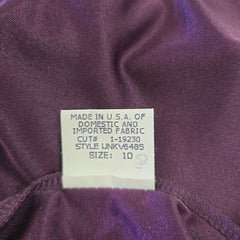 MADE IN U.S.A. OF
DOMESTIC AND
IMPORTED FABRIC
CUT# 1-19230
STYLE UNKV6485
SIZE: 10